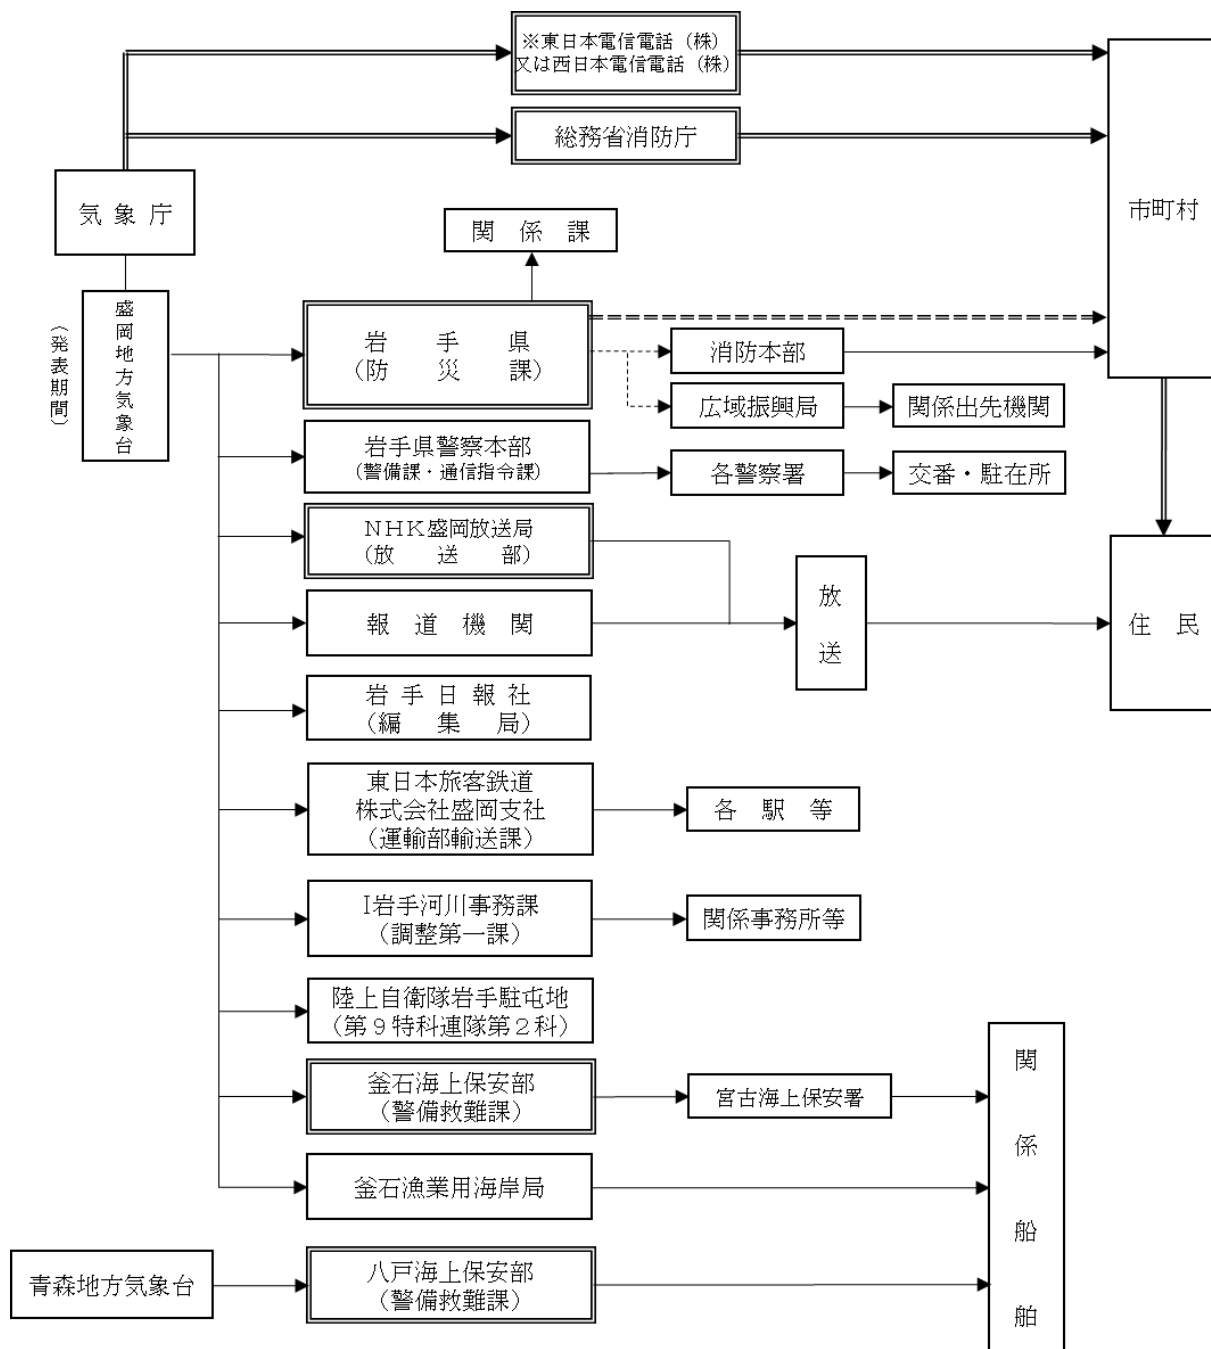 ※東日本電信電話（株）
又は西日本電信電話（株）
総務省消防庁
気象庁
市町村
関係課
盛岡地方気象台
（発表期間）
岩手県
（防災課）
消防本部
広域振興局
関係出先機関
岩手県警察本部
（警備課・通信指令課）
各警察署
交番・駐在所
ＮＨＫ盛岡放送局
（放送部）
放送
住民
報道機関
岩手日報社
（編集局）
東日本旅客鉄道
株式会社盛岡支社
（運輸部輸送課）
各駅等
I岩手河川事務課
（調整第一課）
関係事務所等
陸上自衛隊岩手駐屯地
（第９特科連隊第２科）
関係船舶
釜石海上保安部
（警備救難課）
宮古海上保安署
釜石漁業用海岸局
青森地方気象台
八戸海上保安部
（警備救難課）